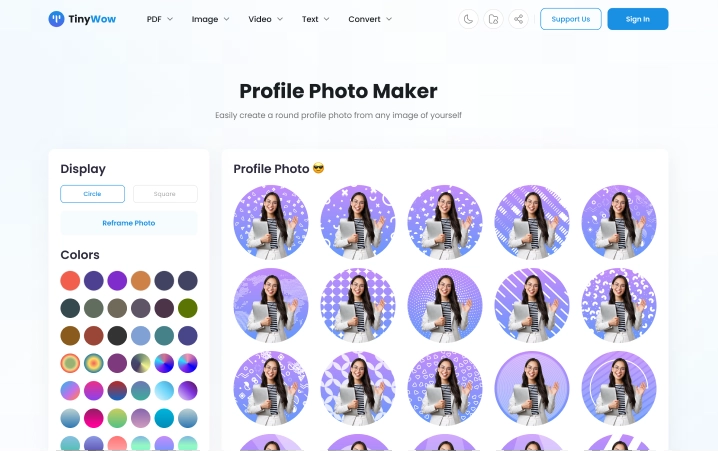 TinyWow
PDF
Image
Video
Text
Convert
Support Us
Sign In
Profile Photo Maker
Easily create a round profile photo from any image of yourself
Display
Circle
Square
Reframe Photo
Colors
Profile Photo 😎